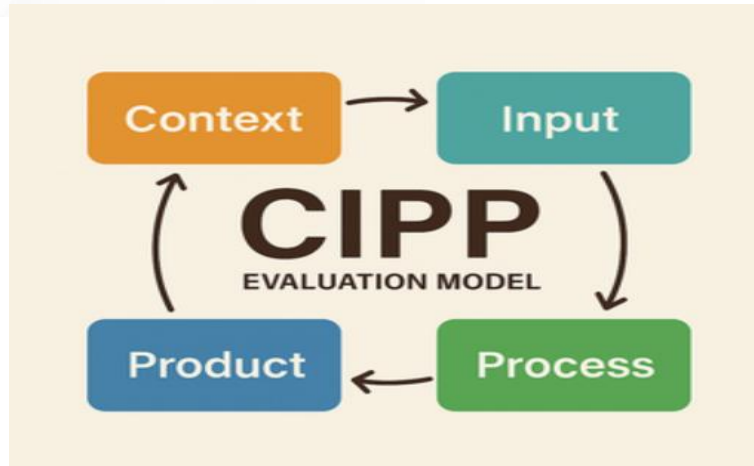 Context
Input
CIPP
EVALUATION MODEL
Product
Process